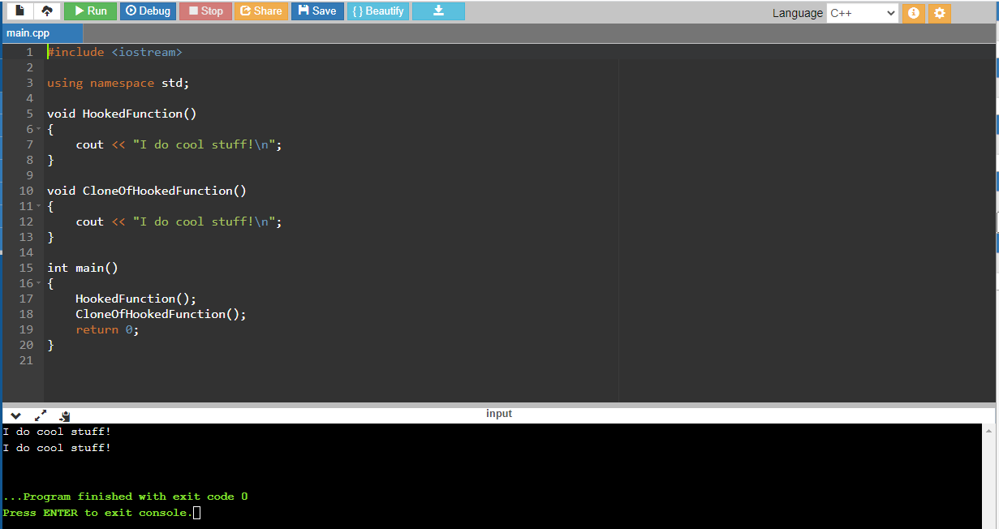 Run Debug Stop Share Save { } Beautify Language C++
main.cpp
1 #include <iostream>
2
3 using namespace std;
4
5 void HookedFunction()
6 {
7     cout << "I do cool stuff!\n";
8 }
9
10 void CloneOfHookedFunction()
11 {
12     cout << "I do cool stuff!\n";
13 }
14
15 int main()
16 {
17     HookedFunction();
18     CloneOfHookedFunction();
19     return 0;
20 }
21
input
I do cool stuff!
I do cool stuff!
...Program finished with exit code 0
Press ENTER to exit console.